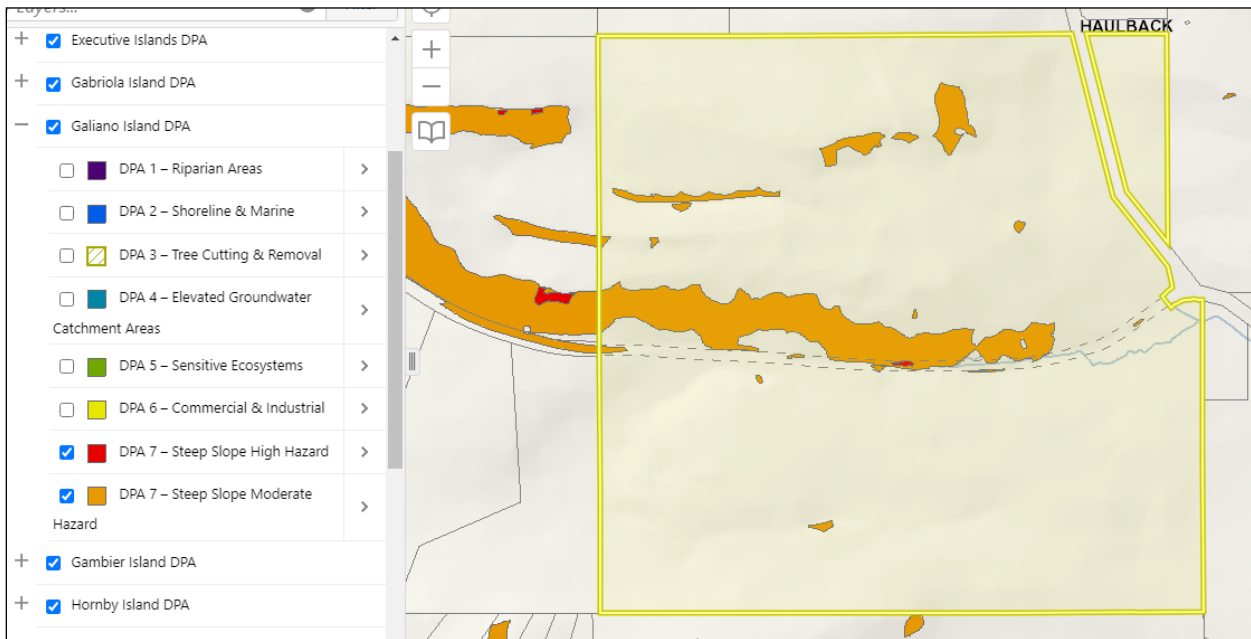 Executive Islands DPA
Gabriola Island DPA
Galiano Island DPA
DPA 1 – Riparian Areas
DPA 2 – Shoreline & Marine
DPA 3 – Tree Cutting & Removal
DPA 4 – Elevated Groundwater
Catchment Areas
DPA 5 – Sensitive Ecosystems
DPA 6 – Commercial & Industrial
DPA 7 – Steep Slope High Hazard
DPA 7 – Steep Slope Moderate
Hazard
Gambier Island DPA
Hornby Island DPA
HAULBACK